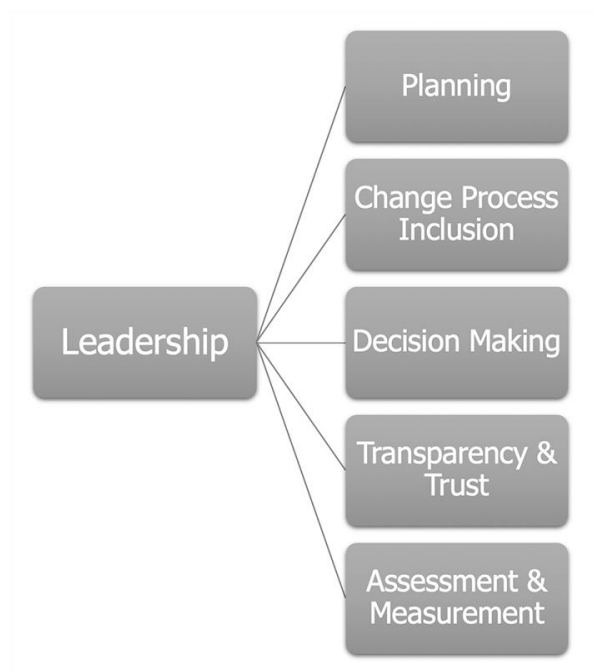 Planning
Change Process
Inclusion
Leadership
Decision Making
Transparency &
Trust
Assessment &
Measurement